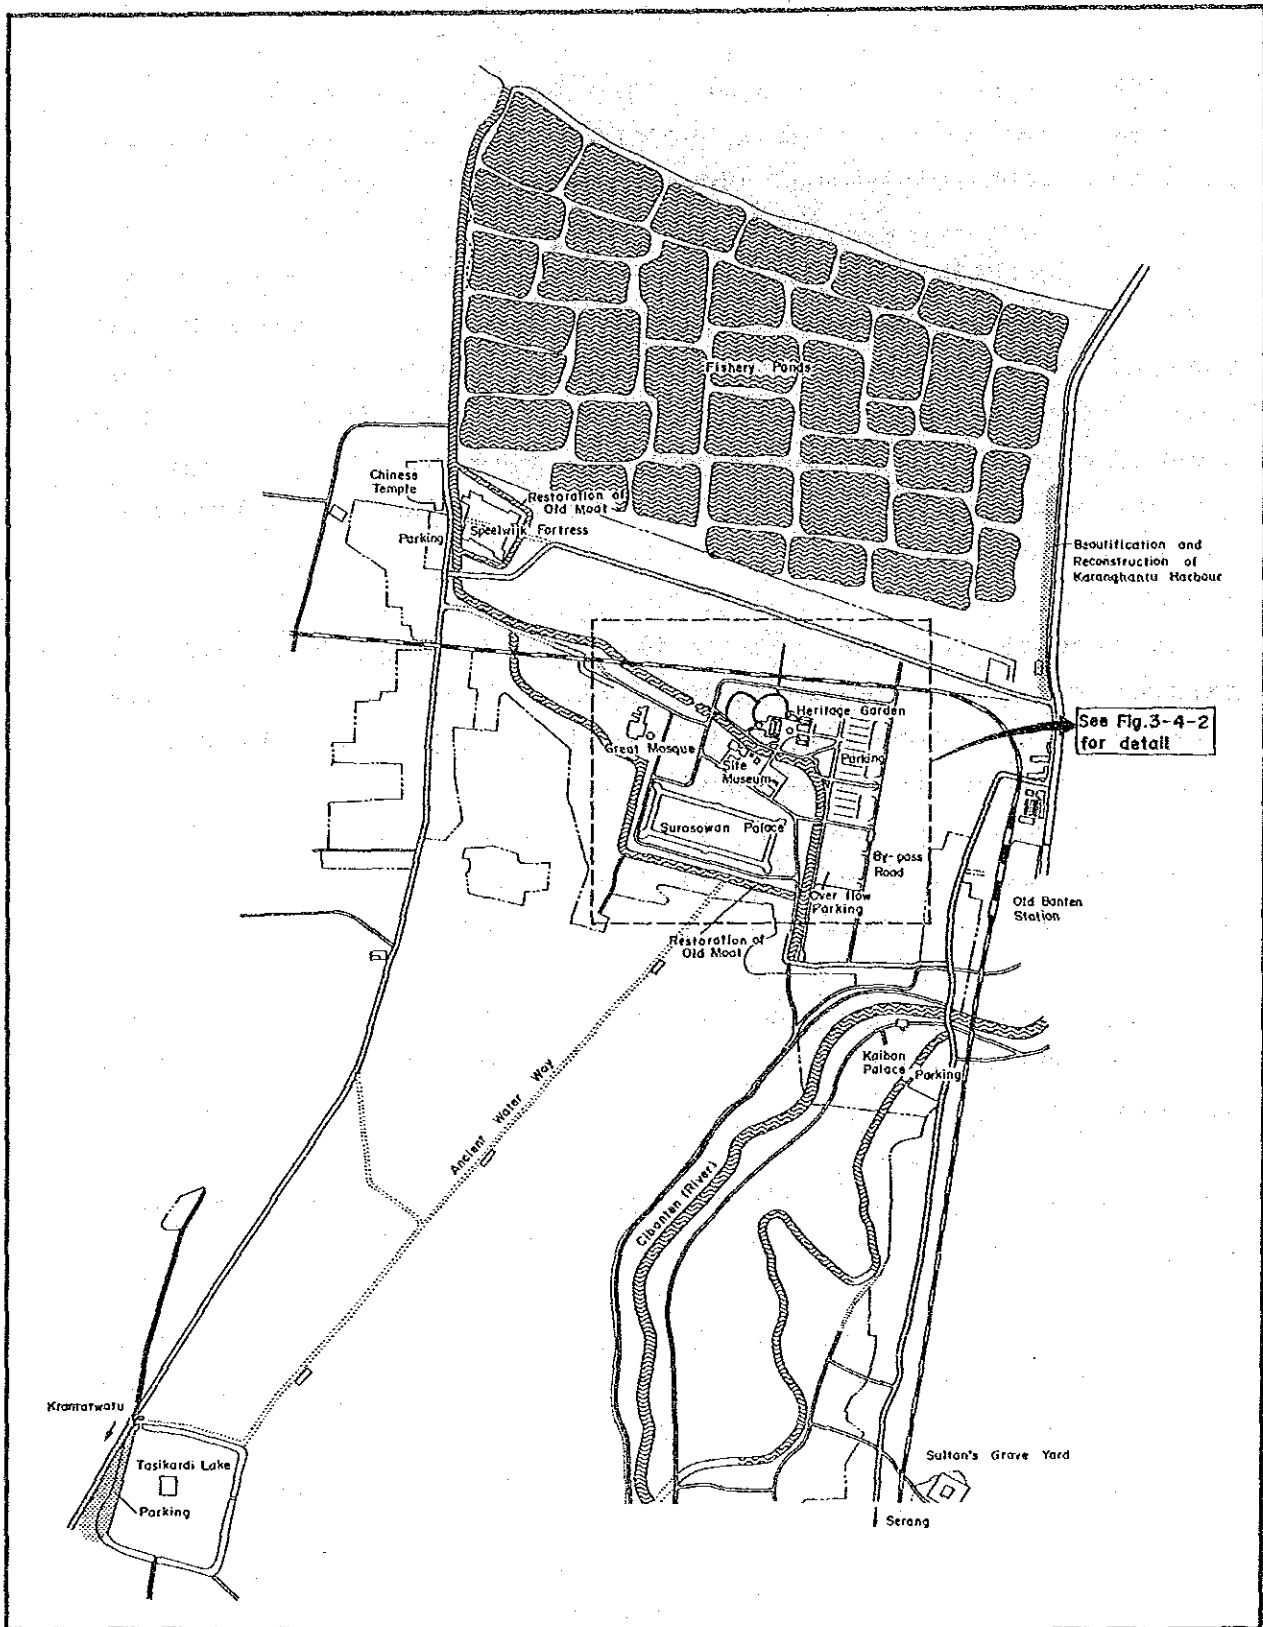 Fishery Ponds
Chinese
Temple
Restoration of
Old Moat
Parking
Speelwijk Fortress
Beautification and
Reconstruction of
Karanghantu Harbour
Heritage Garden
See Fig.3-4-2
for detail
Great Mosque
Parking
Site
Museum
Surosowan Palace
By-pass
Road
Over flow
Parking
Old Banten
Station
Restoration of
Old Moat
Kaibon
Palace
Parking
Ancient Water Way
Cibanten (River)
Kramatwatu
Tasikardi Lake
Parking
Sultan's Grave Yard
Serang